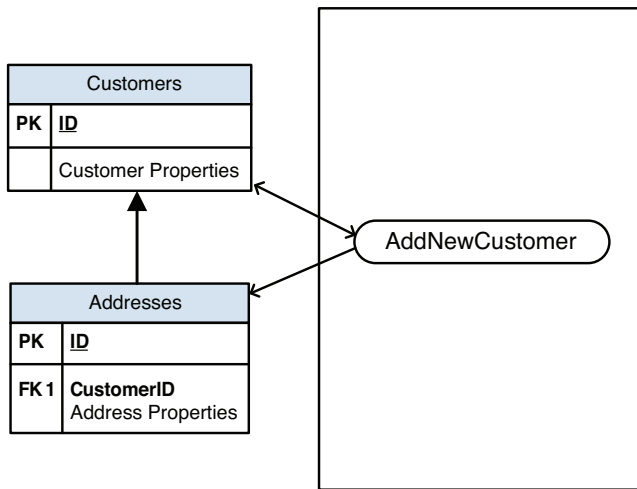 Customers
PK ID
Customer Properties
AddNewCustomer
Addresses
PK ID
FK1 CustomerID
Address Properties